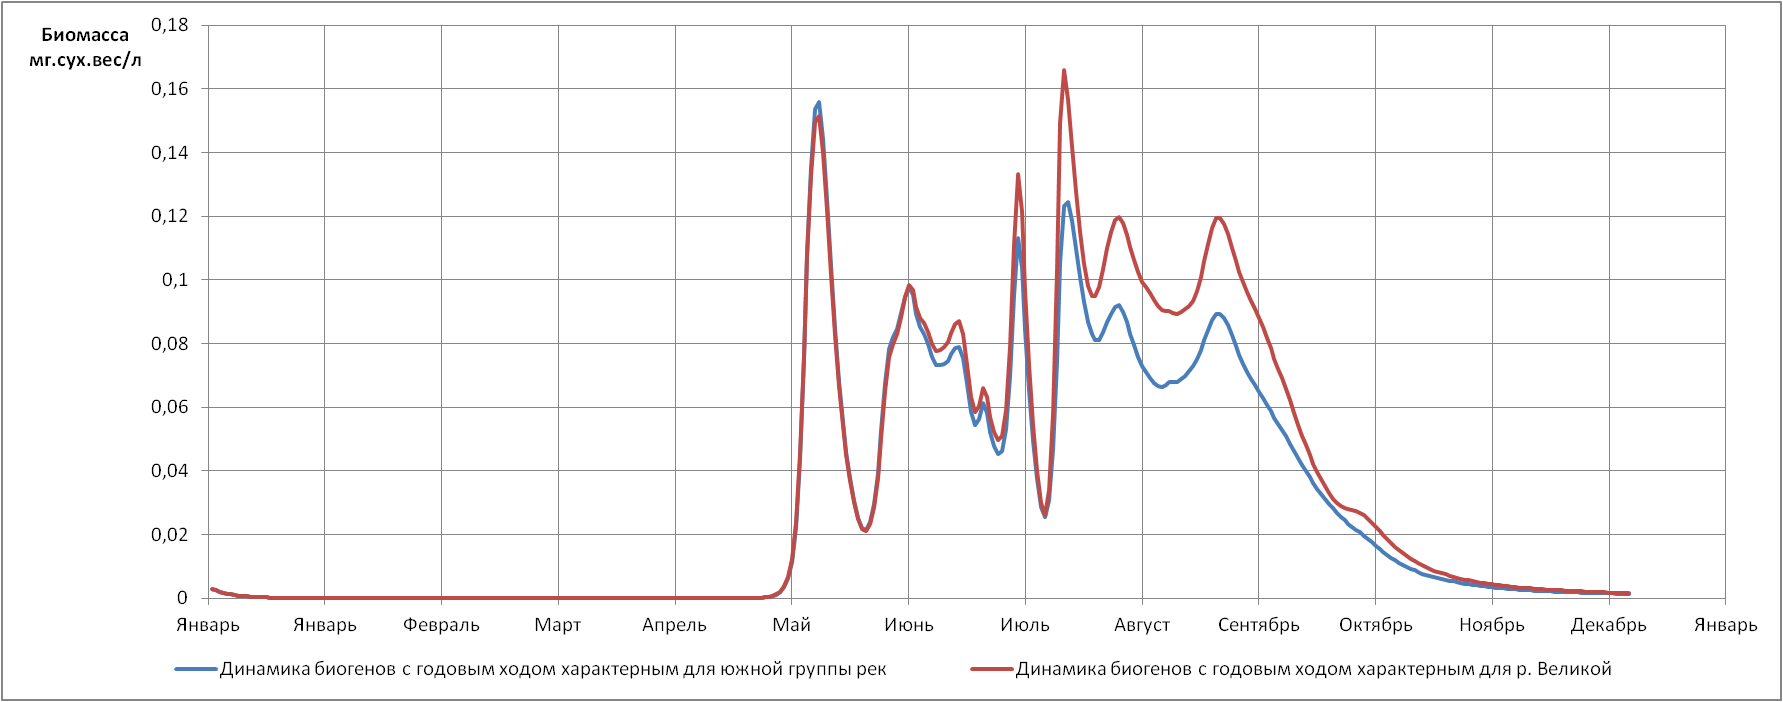 Биомасса
мг.сух.вес/л
0,18
0,16
0,14
0,12
0,1
0,08
0,06
0,04
0,02
0
Январь Январь Февраль Март Апрель Май Июнь Июль Август Сентябрь Октябрь Ноябрь Декабрь Январь
Динамика биогенов с годовым ходом характерным для южной группы рек Динамика биогенов с годовым ходом характерным для р. Великой